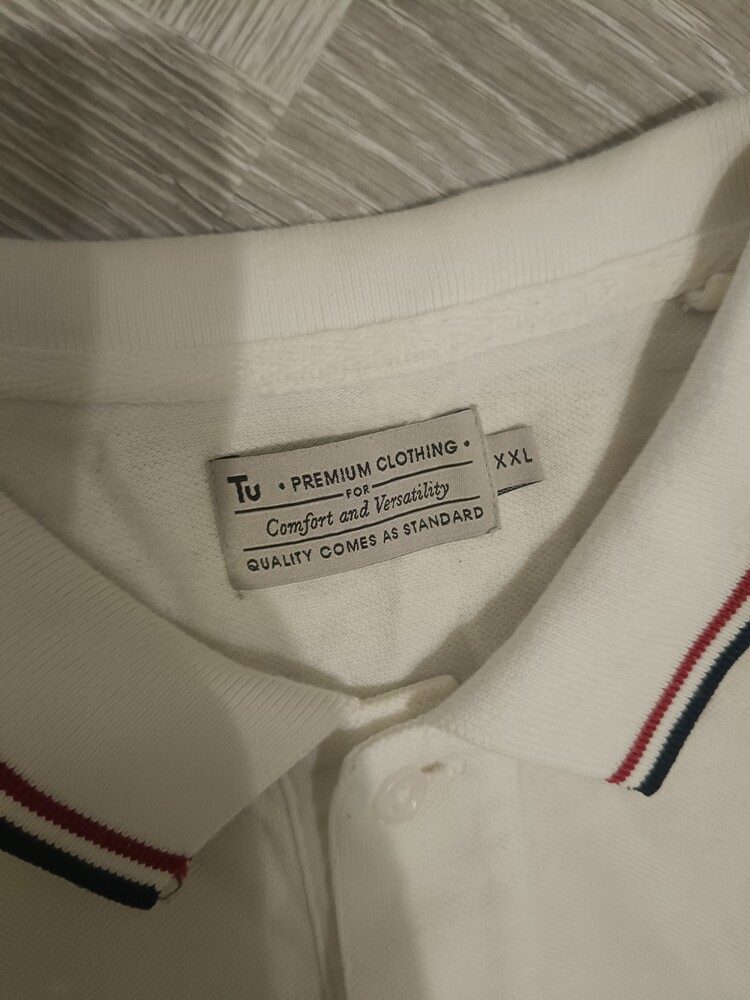 Tu • PREMIUM CLOTHING •
FOR
Comfort and Versatility
QUALITY COMES AS STANDARD
XXL